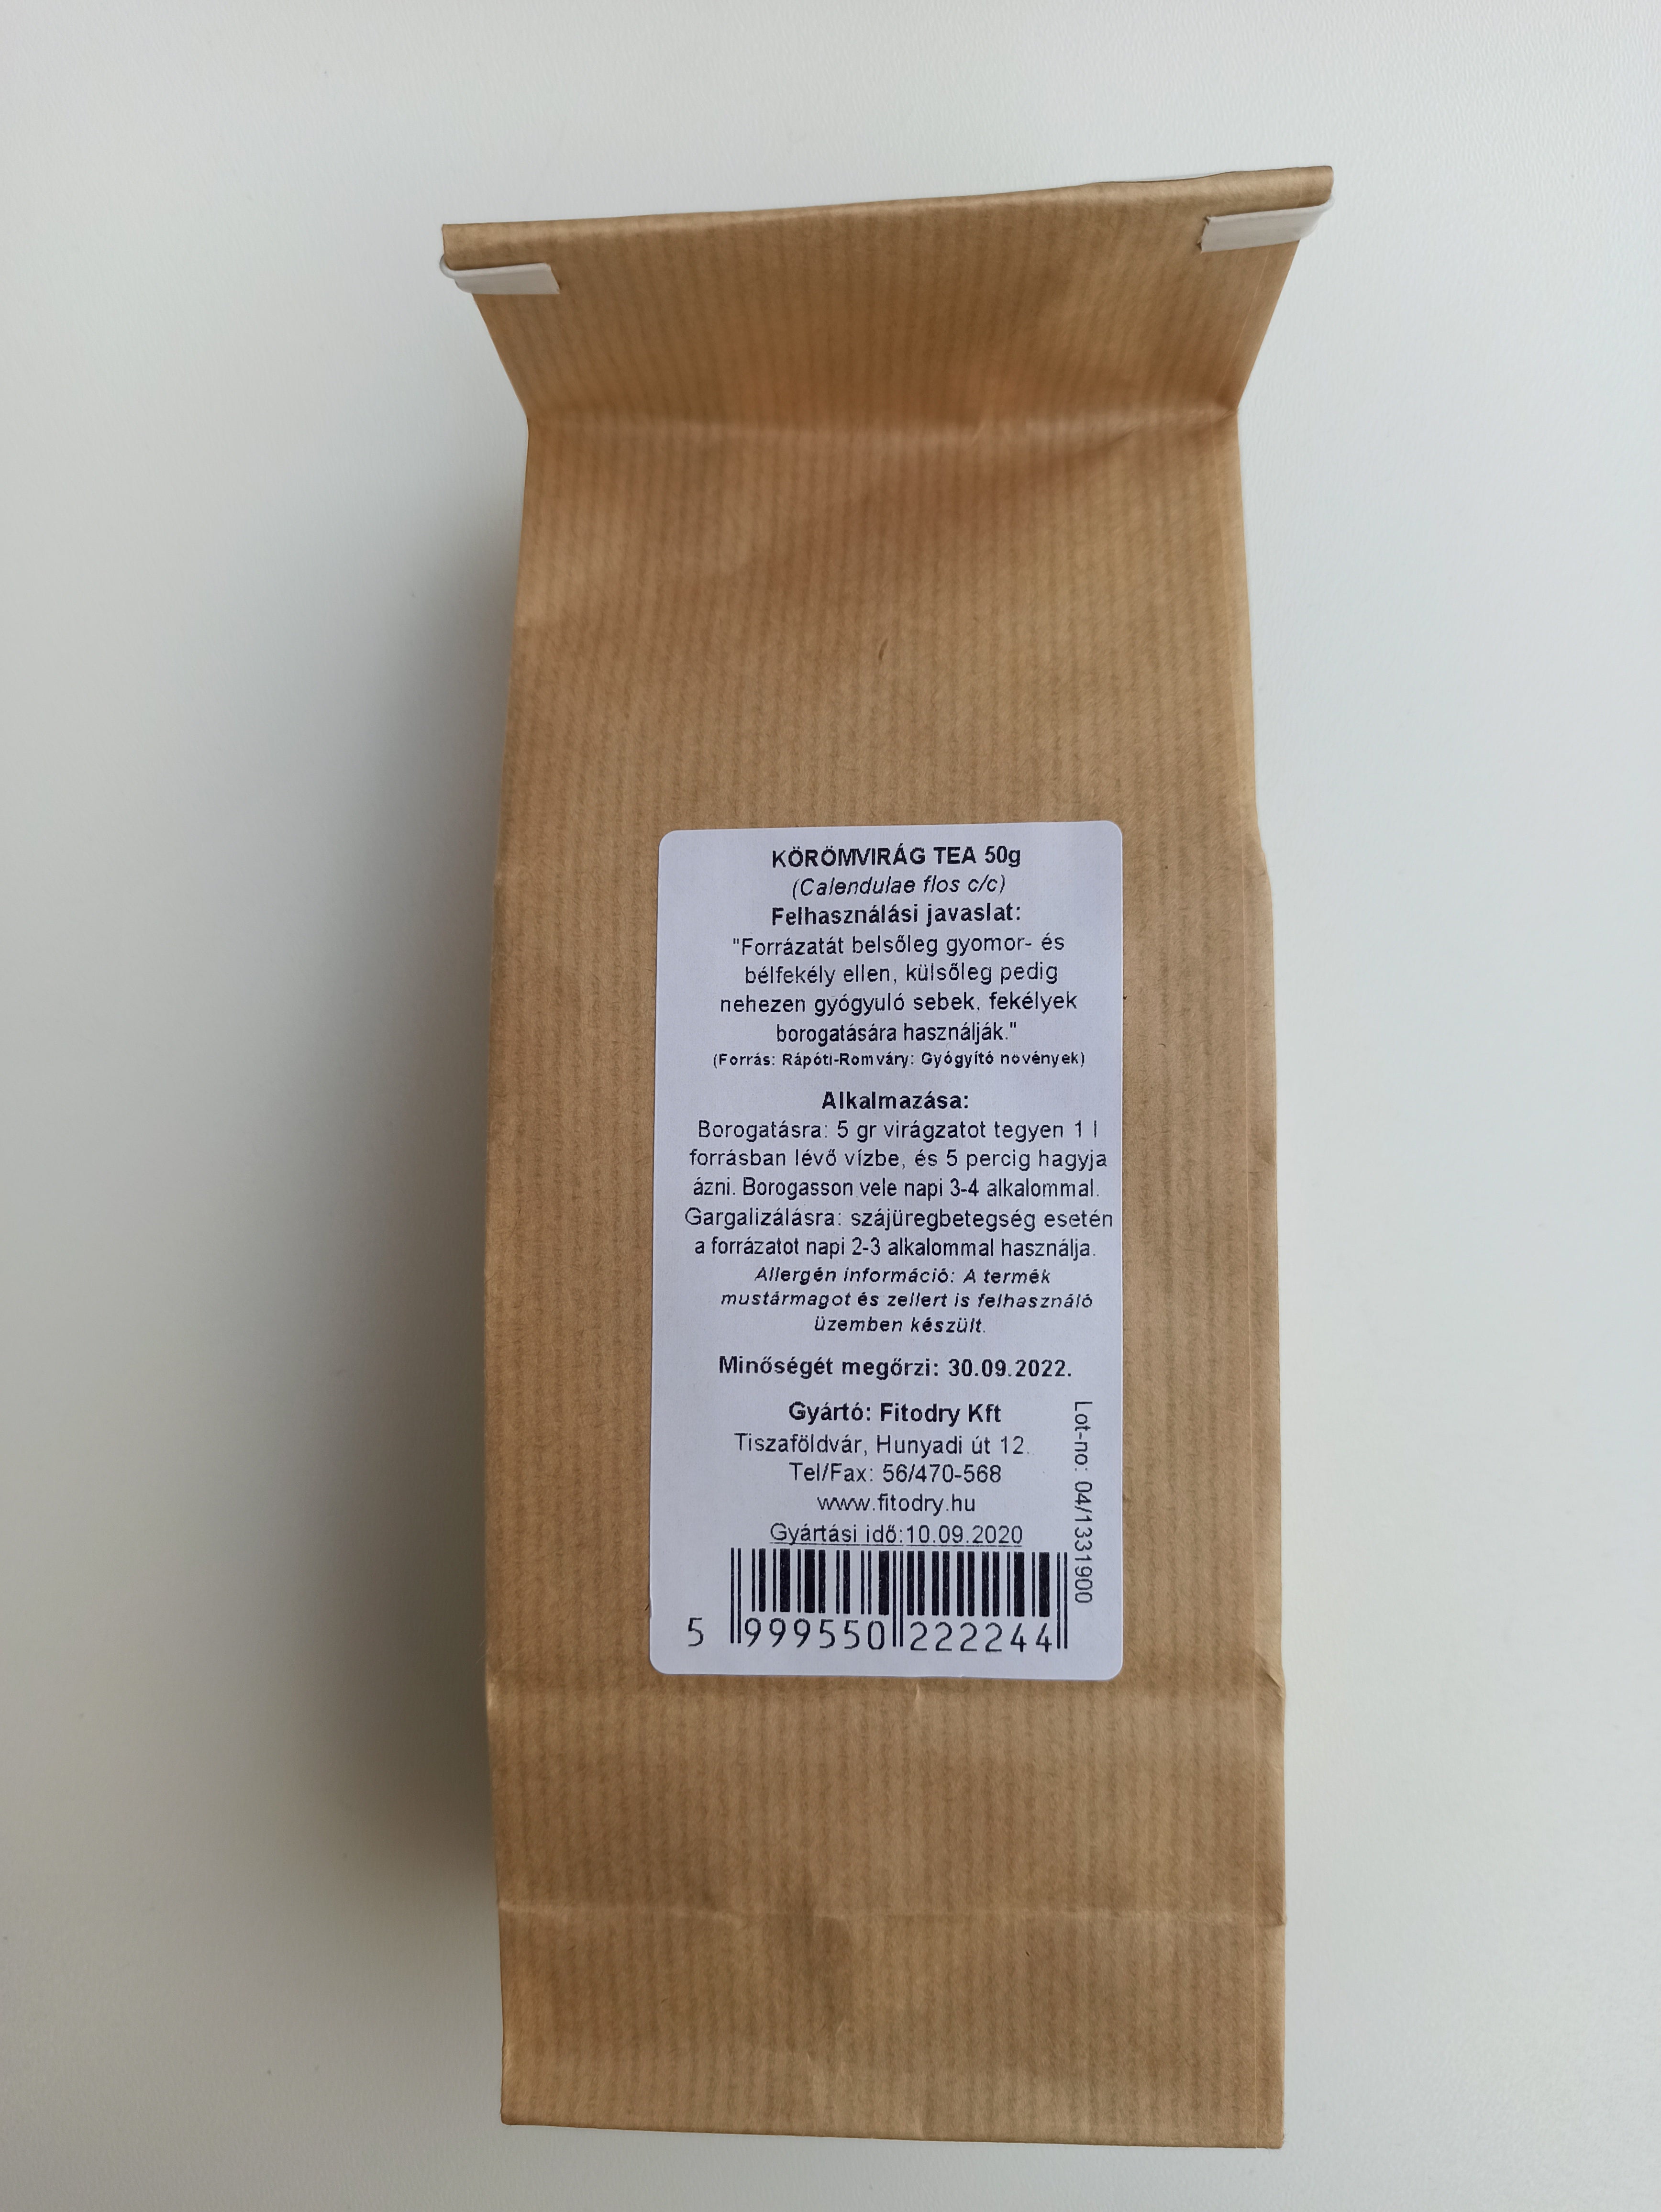 KÖRÖMVIRÁG TEA 50g
(Calendulae flos c/c)
Felhasználási javaslat:
"Forrázatát belsőleg gyomor- és
bélfekély ellen, külsőleg pedig
nehezen gyógyuló sebek, fekélyek
borogatására használják."
(Forrás: Rápóti-Romváry: Gyógyító növények)
Alkalmazása:
Borogatásra: 5 gr virágzatot tegyen 1 l
forrásban lévő vízbe, és 5 percig hagyja
ázni. Borogasson vele napi 3-4 alkalommal.
Gargalizálásra: szájüregbetegség esetén
a forrázatot napi 2-3 alkalommal használja.
Allergén információ: A termék
mustármagot és zellert is felhasználó
üzemben készült.
Minőségét megőrzi: 30.09.2022.
Gyártó: Fitodry Kft
Tiszaföldvár, Hunyadi út 12.
Tel/Fax: 56/470-568
www.fitodry.hu
Gyártási idő:10.09.2020
5 999550 222244
Lot-no: 04/1331900